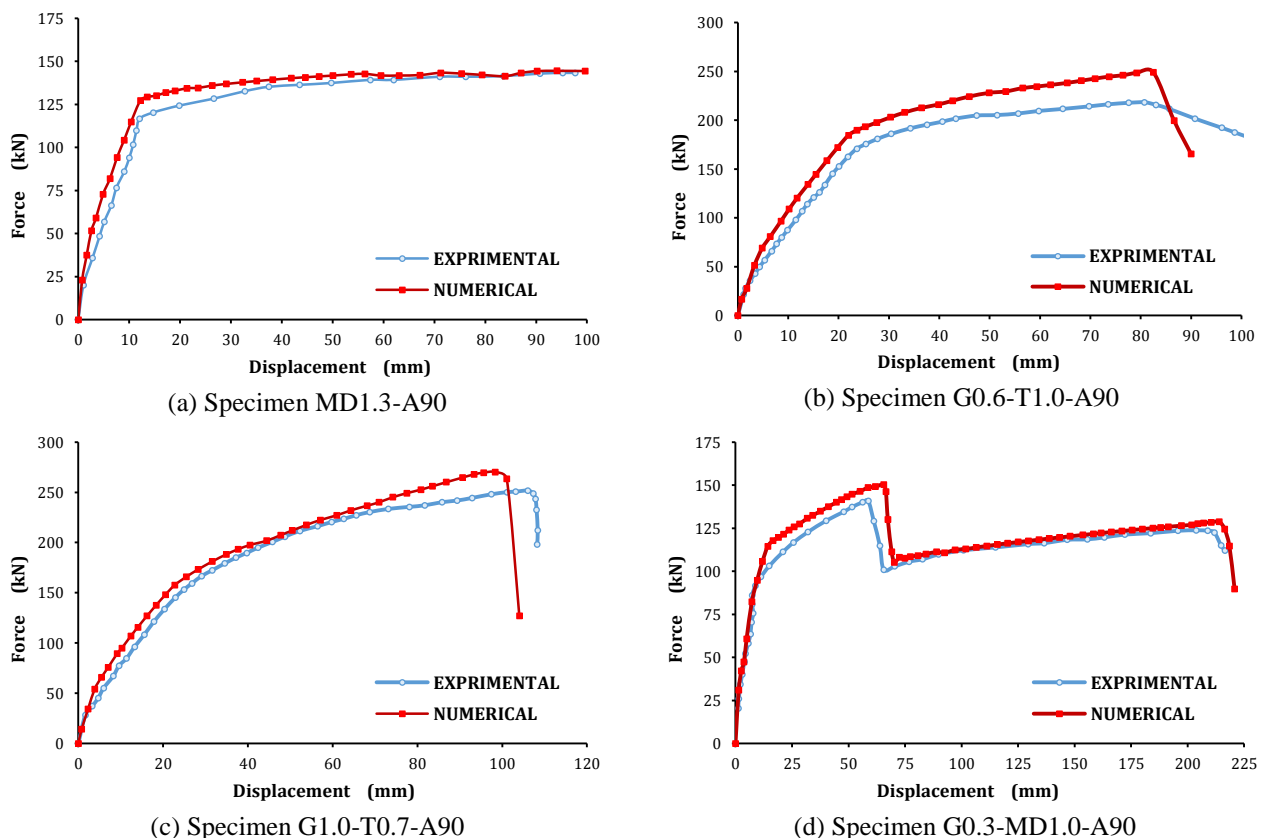 175
150
125
100
75
50
25
0
Force (kN)
EXPRIMENTAL
NUMERICAL
0 10 20 30 40 50 60 70 80 90 100
Displacement (mm)
(a) Specimen MD1.3-A90
300
250
200
150
100
50
0
Force (kN)
EXPRIMENTAL
NUMERICAL
0 10 20 30 40 50 60 70 80 90 100
Displacement (mm)
(b) Specimen G0.6-T1.0-A90
300
250
200
150
100
50
0
Force (kN)
EXPRIMENTAL
NUMERICAL
0 20 40 60 80 100 120
Displacement (mm)
(c) Specimen G1.0-T0.7-A90
175
150
125
100
75
50
25
0
Force (kN)
EXPRIMENTAL
NUMERICAL
0 25 50 75 100 125 150 175 200 225
Displacement (mm)
(d) Specimen G0.3-MD1.0-A90